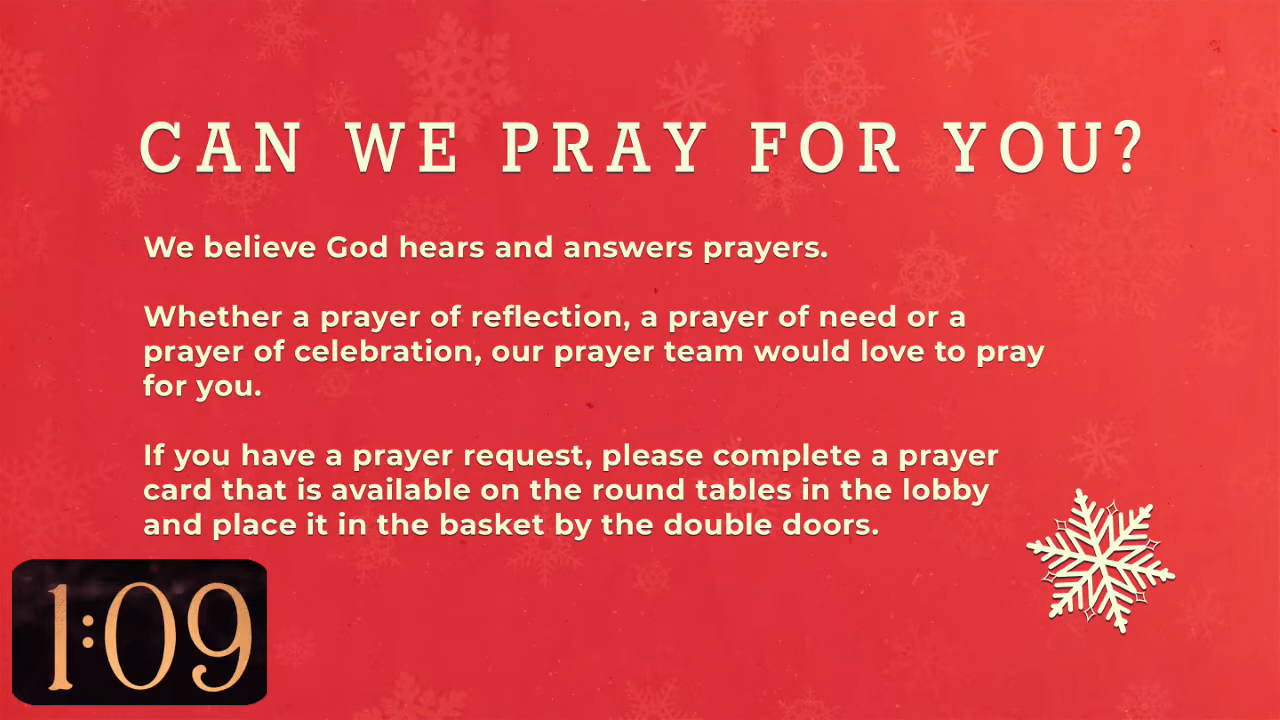 CAN WE PRAY FOR YOU?
We believe God hears and answers prayers.
Whether a prayer of reflection, a prayer of need or a
prayer of celebration, our prayer team would love to pray
for you.
If you have a prayer request, please complete a prayer
card that is available on the round tables in the lobby
and place it in the basket by the double doors.
1:09